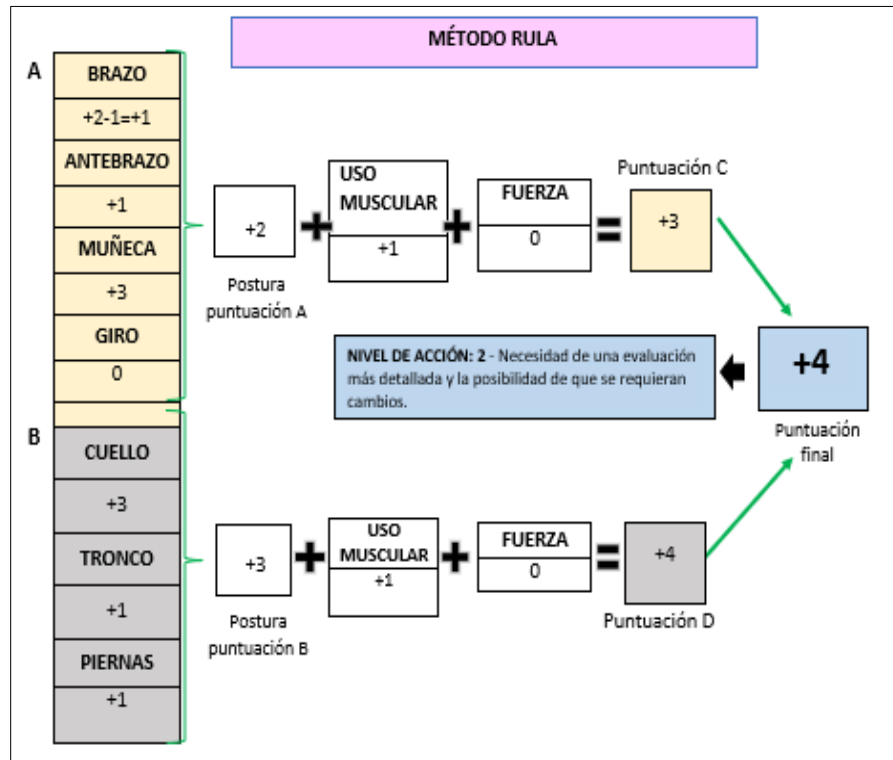 MÉTODO RULA
A
BRAZO
+2-1=+1
ANTEBRAZO
+1
MUÑECA
+3
GIRO
0
+2
Postura
puntuación A
USO
MUSCULAR
+1
FUERZA
0
Puntuación C
+3
NIVEL DE ACCIÓN: 2 - Necesidad de una evaluación
más detallada y la posibilidad de que se requieran
cambios.
+4
Puntuación
final
B
CUELLO
+3
TRONCO
+1
PIERNAS
+1
+3
Postura
puntuación B
USO
MUSCULAR
+1
FUERZA
0
+4
Puntuación D